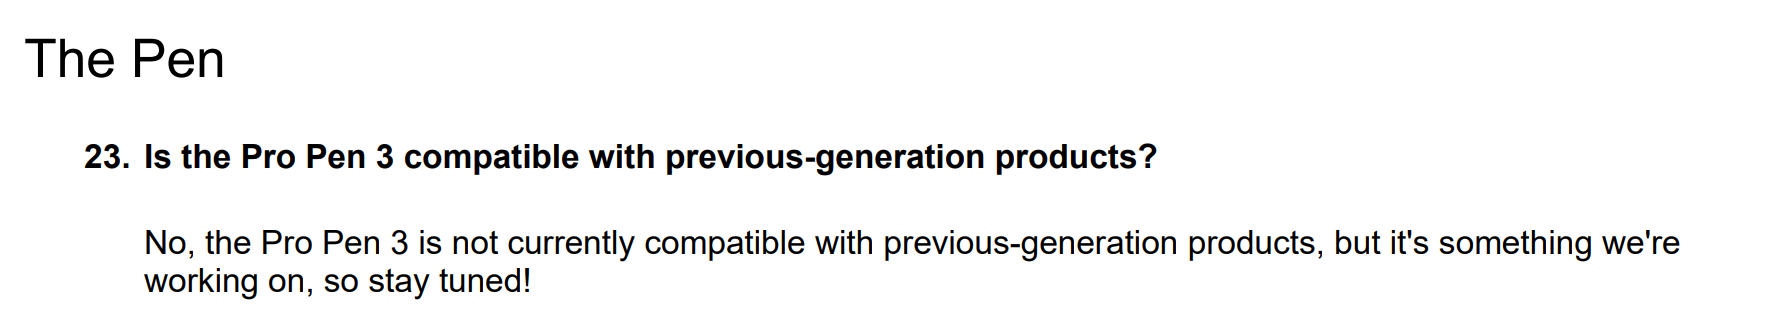 The Pen
23. Is the Pro Pen 3 compatible with previous-generation products?
No, the Pro Pen 3 is not currently compatible with previous-generation products, but it's something we're
working on, so stay tuned!